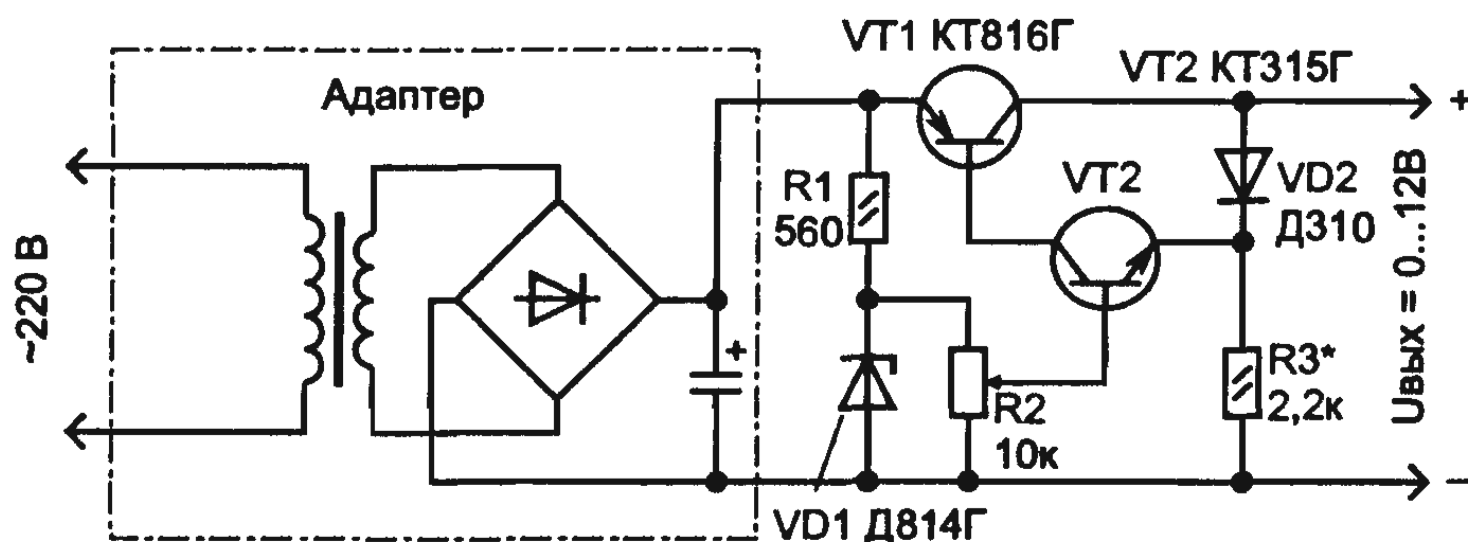 Адаптер
~220 В
+
VT1 КТ816Г
VT2 КТ315Г
+
R1
560
VT2
VD2
Д310
R2
10к
R3*
2,2к
Uвых = 0...12В
VD1 Д814Г
–